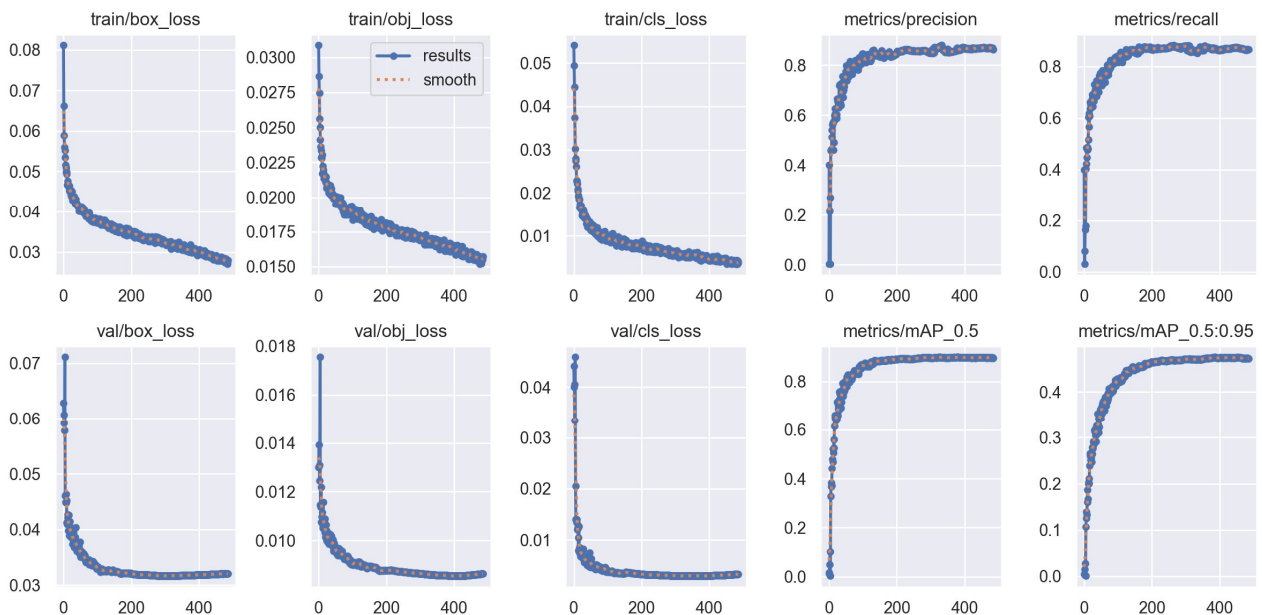 train/box_loss train/obj_loss train/cls_loss metrics/precision metrics/recall
0.08 0.07 0.06 0.05 0.04 0.03
0 200 400
0.0300 0.0275 0.0250 0.0225 0.0200 0.0175 0.0150
results
smooth
0 200 400
0.05 0.04 0.03 0.02 0.01
0 200 400
0.8 0.6 0.4 0.2 0.0
0 200 400
0.8 0.6 0.4 0.2 0.0
0 200 400
val/box_loss val/obj_loss val/cls_loss metrics/mAP_0.5 metrics/mAP_0.5:0.95
0.07 0.06 0.05 0.04 0.03
0 200 400
0.018 0.016 0.014 0.012 0.010
0 200 400
0.04 0.03 0.02 0.01
0 200 400
0.8 0.6 0.4 0.2 0.0
0 200 400
0.4 0.3 0.2 0.1 0.0
0 200 400